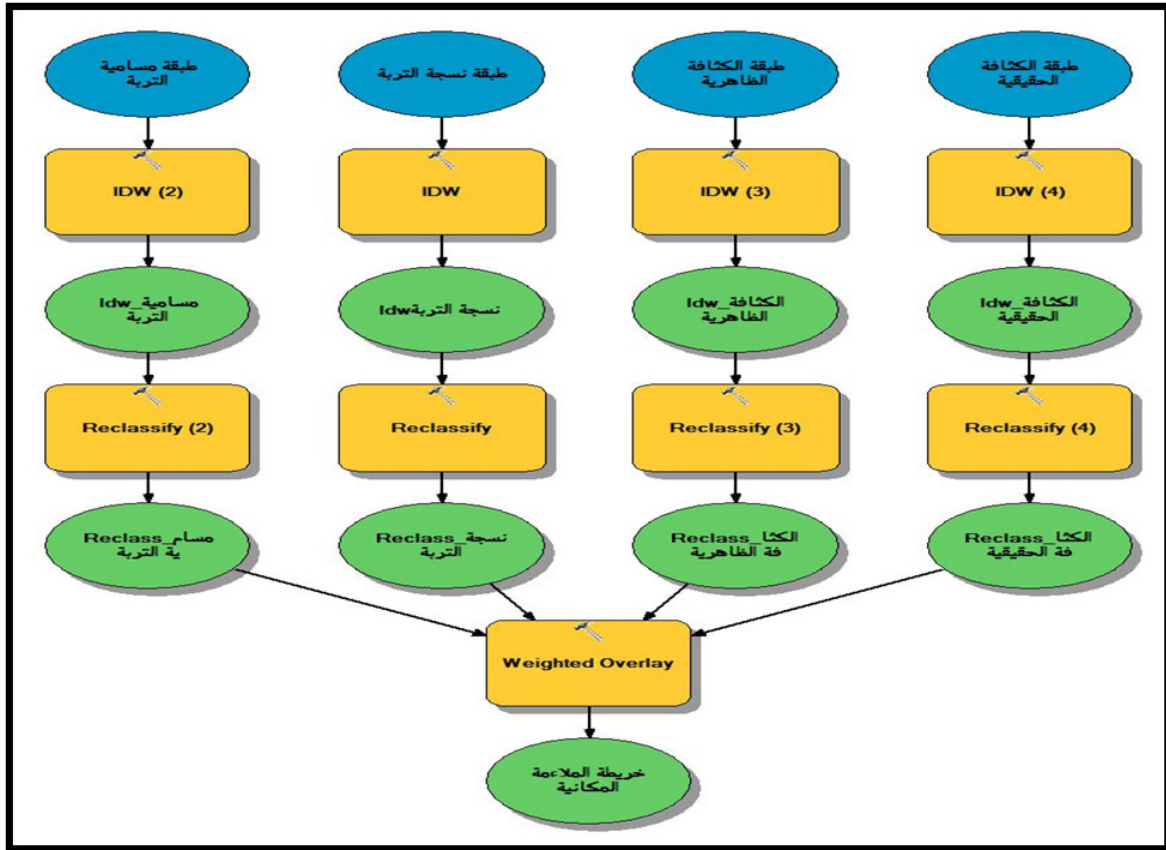 طبقة مسامية
التربة
طبقة نسجة التربة
طبقة الكثافة
الظاهرية
طبقة الكثافة
الحقيقية
IDW (2)
IDW
IDW (3)
IDW (4)
Idw_مسامية
التربة
Idwنسجة التربة
Idw_الكثافة
الظاهرية
Idw_الكثافة
الحقيقية
Reclassify (2)
Reclassify
Reclassify (3)
Reclassify (4)
Reclass_مسام
ية التربة
Reclass_نسجة
التربة
Reclass_الكثا
فة الظاهرية
Reclass_الكثا
فة الحقيقية
Weighted Overlay
خريطة الملاءمة
المكانية